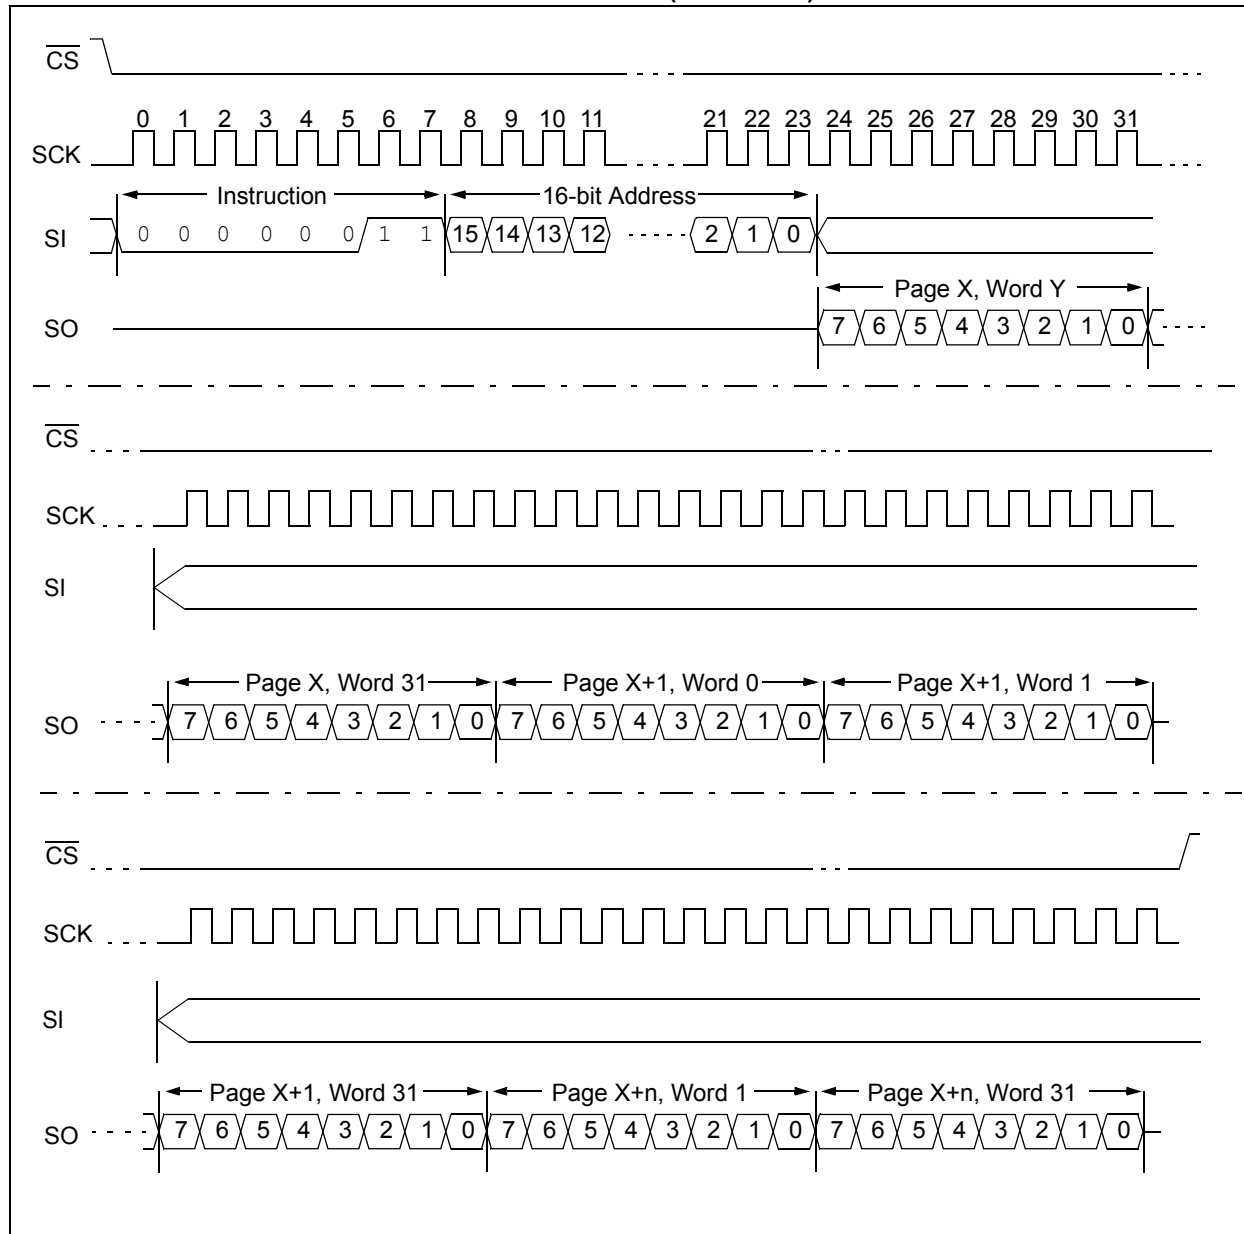 CS
0 1 2 3 4 5 6 7 8 9 10 11 21 22 23 24 25 26 27 28 29 30 31
SCK
Instruction 16-bit Address
SI 0 0 0 0 0 0 1 1 15 14 13 12 2 1 0
Page X, Word Y
SO 7 6 5 4 3 2 1 0
CS
SCK
SI
Page X, Word 31 Page X+1, Word 0 Page X+1, Word 1
SO 7 6 5 4 3 2 1 0 7 6 5 4 3 2 1 0 7 6 5 4 3 2 1 0
CS
SCK
SI
Page X+1, Word 31 Page X+n, Word 1 Page X+n, Word 31
SO 7 6 5 4 3 2 1 0 7 6 5 4 3 2 1 0 7 6 5 4 3 2 1 0